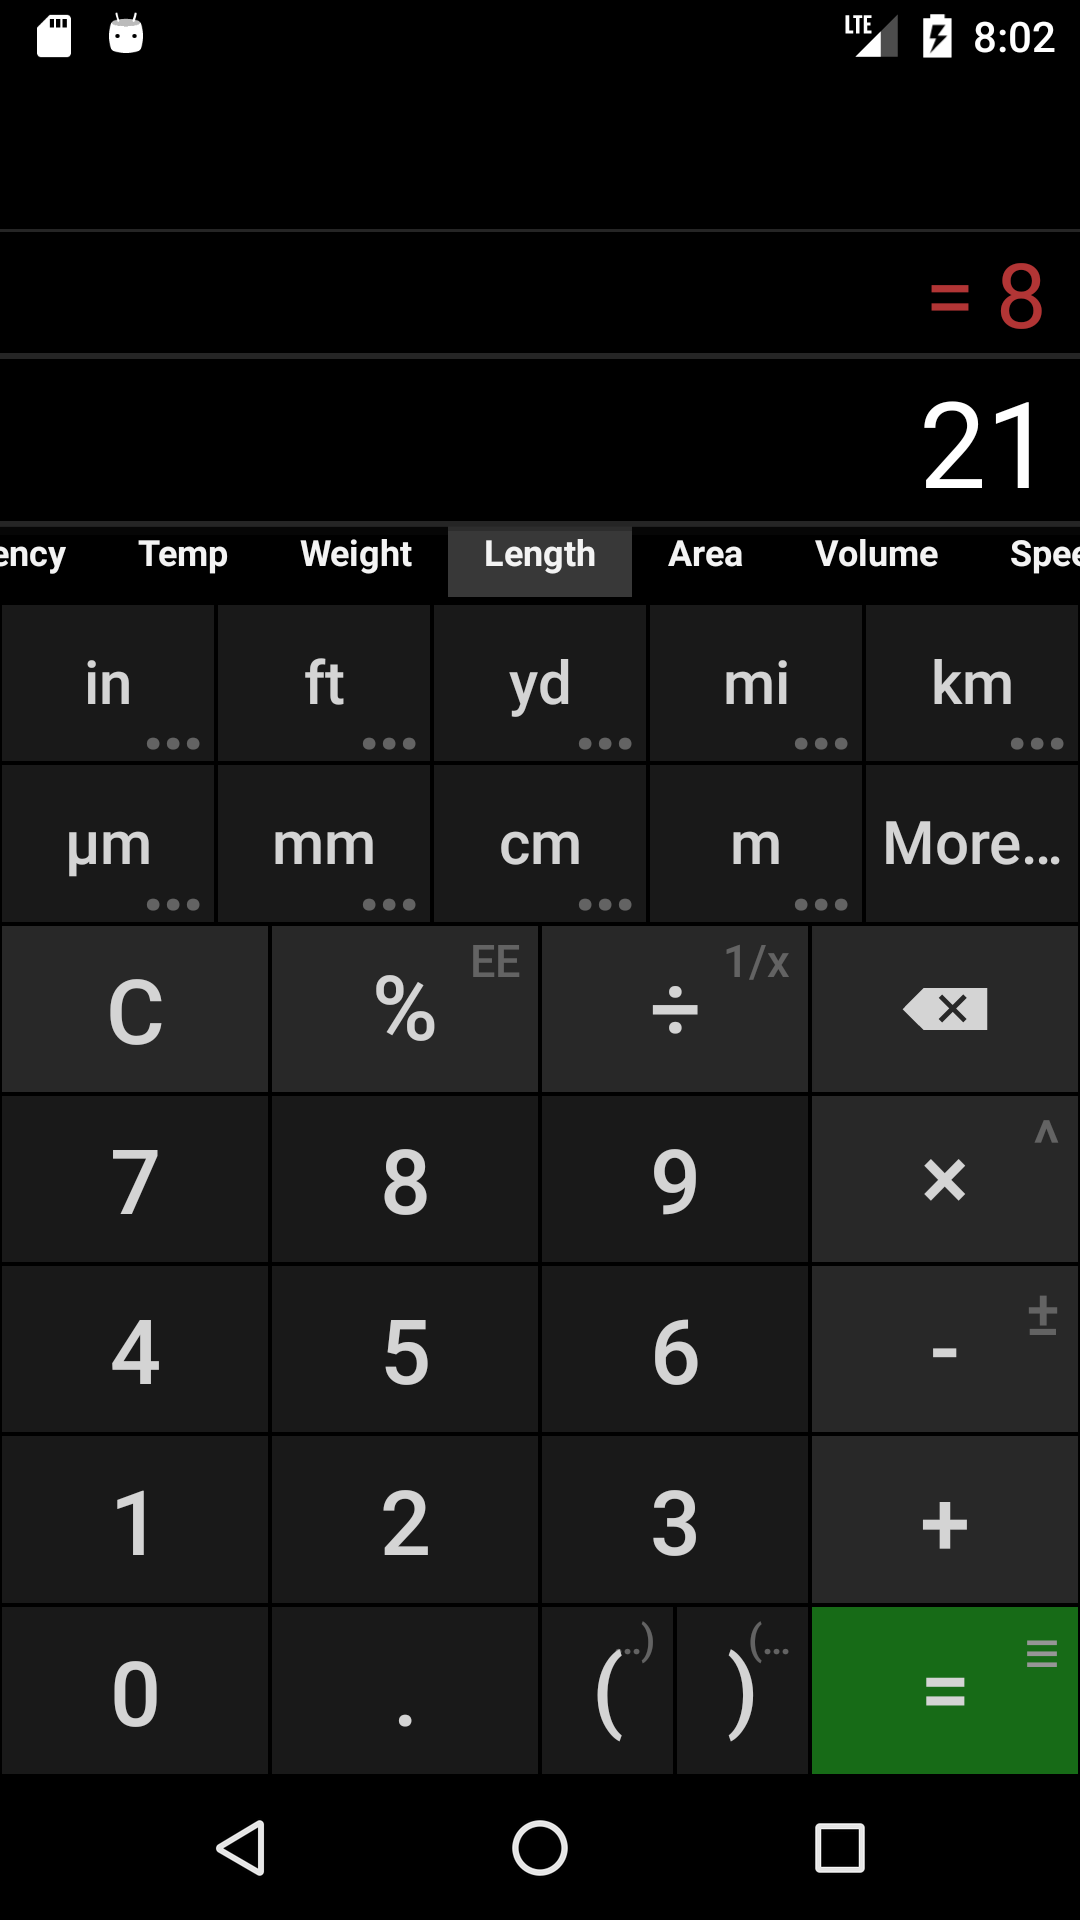 LTE 8:02
= 8
21
ency Temp Weight Length Area Volume Spee
in ft yd mi km
µm mm cm m More...
C % EE ÷ 1/x
7 8 9 × ^
4 5 6 - ±
1 2 3 +
0 . ( ..) ) (... =